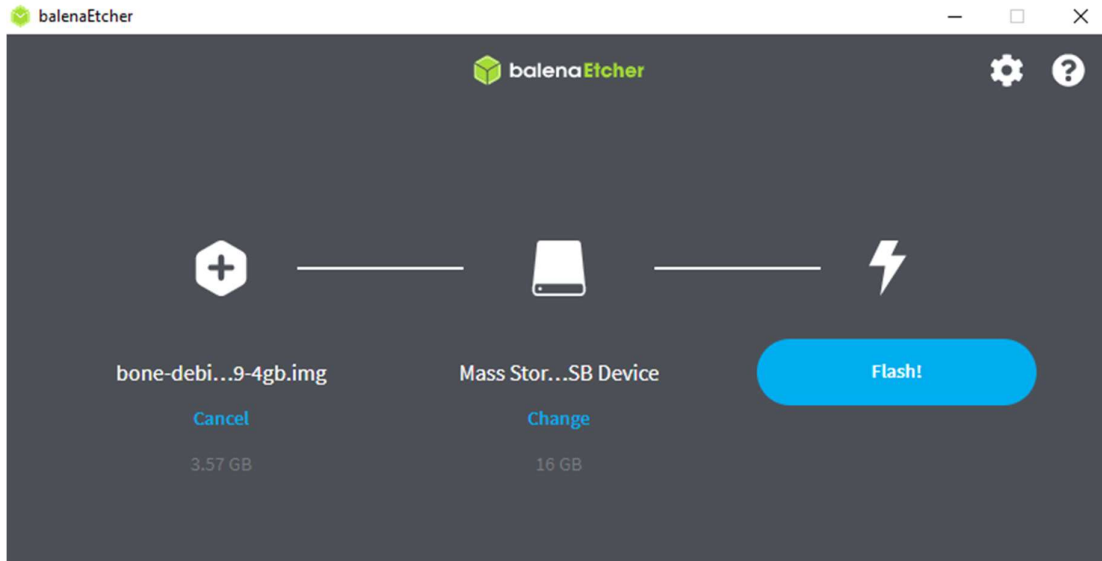 balenaEtcher
balenaEtcher
bone-debi...9-4gb.img
Mass Stor...SB Device
Flash!
Cancel
Change
3.57 GB
16 GB